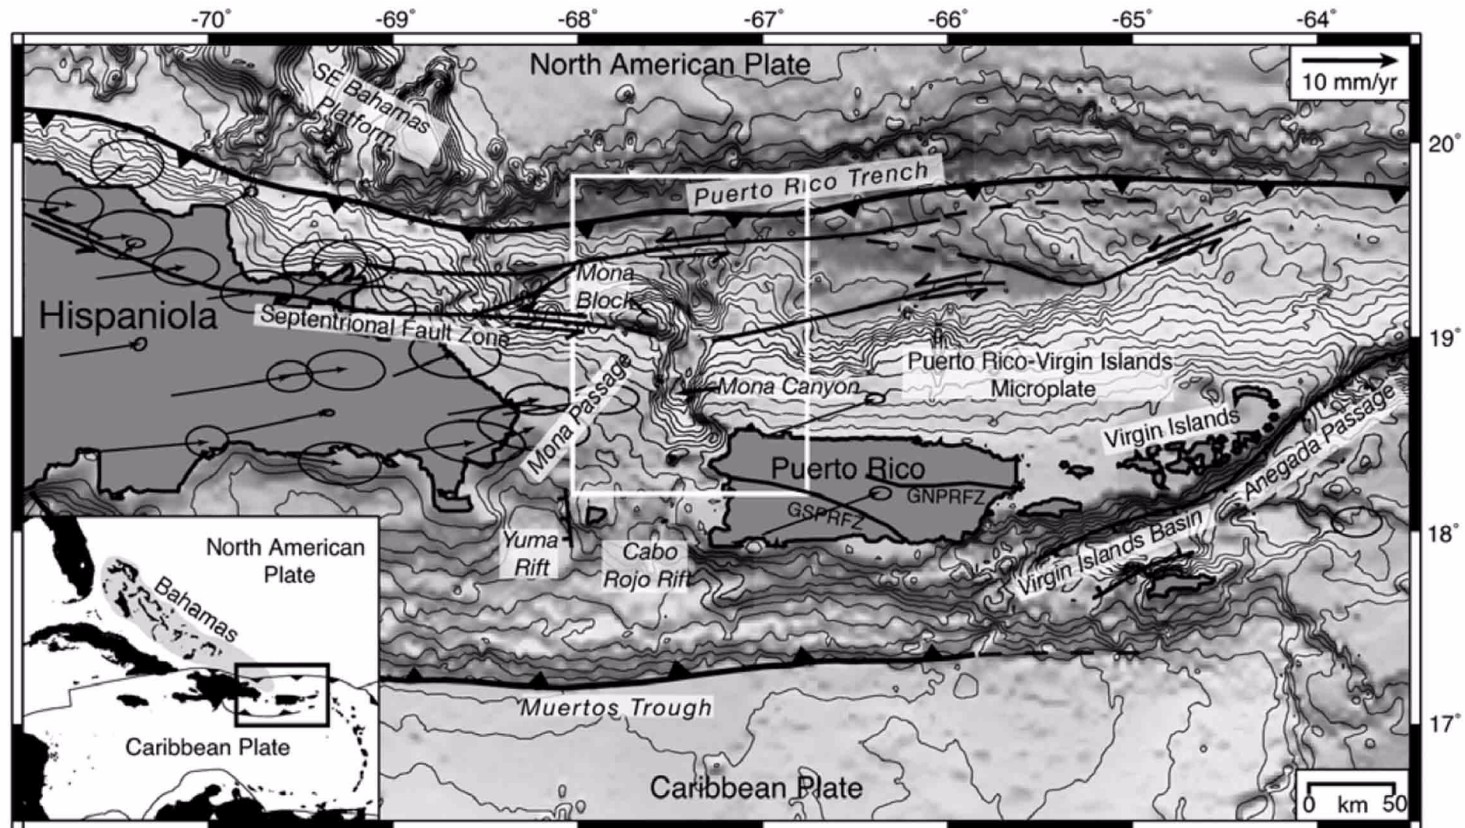 -70°
-69°
-68°
-67°
-66°
-65°
-64°
North American Plate
10 mm/yr
SE Bahamas
Platform
20°
Puerto Rico Trench
Mona
Block
Hispaniola
Septentrional Fault Zone
19°
Puerto Rico-Virgin Islands
Microplate
Mona Passage
Mona Canyon
Virgin Islands
Anegada Passage
Puerto Rico
GNPRFZ
GSPRFZ
18°
Yuma
Rift
Cabo
Rojo Rift
Virgin Islands Basin
North American
Plate
Bahamas
Muertos Trough
17°
Caribbean Plate
Caribbean Plate
0 km 50